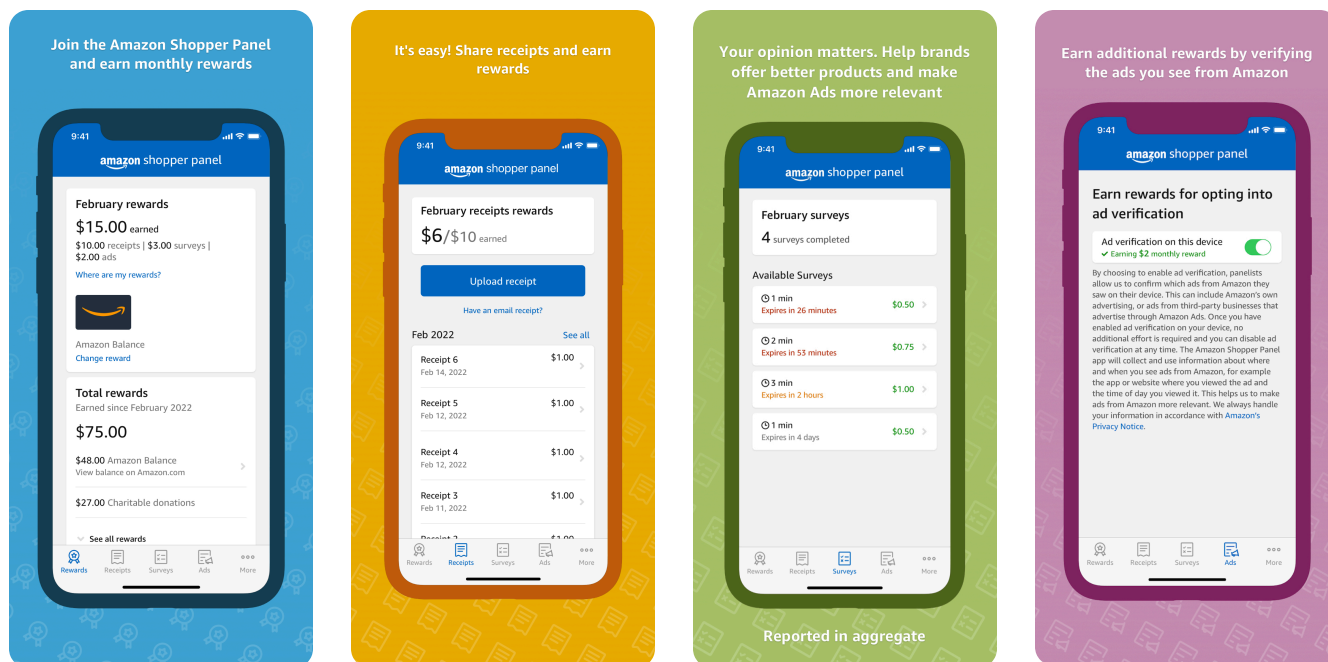 Join the Amazon Shopper Panel
and earn monthly rewards
9:41
amazon shopper panel
February rewards
$15.00 earned
$10.00 receipts | $3.00 surveys |
$2.00 ads
Where are my rewards?
Amazon Balance
Change reward
Total rewards
Earned since February 2022
$75.00
$48.00 Amazon Balance
View balance on Amazon.com
$27.00 Charitable donations
See all rewards
Rewards Receipts Surveys Ads More
It's easy! Share receipts and earn
rewards
9:41
amazon shopper panel
February receipts rewards
$6/$10 earned
Upload receipt
Have an email receipt?
Feb 2022 See all
Receipt 6 $1.00
Feb 14, 2022
Receipt 5 $1.00
Feb 12, 2022
Receipt 4 $1.00
Feb 12, 2022
Receipt 3 $1.00
Feb 11, 2022
Receipt 2 $1.00
Rewards Receipts Surveys Ads More
Your opinion matters. Help brands
offer better products and make
Amazon Ads more relevant
9:41
amazon shopper panel
February surveys
4 surveys completed
Available Surveys
1 min $0.50
Expires in 26 minutes
2 min $0.75
Expires in 53 minutes
3 min $1.00
Expires in 2 hours
1 min $0.50
Expires in 4 days
Rewards Receipts Surveys Ads More
Reported in aggregate
Earn additional rewards by verifying
the ads you see from Amazon
9:41
amazon shopper panel
Earn rewards for opting into
ad verification
Ad verification on this device
Earning $2 monthly reward
By choosing to enable ad verification, panelists
allow us to confirm which ads from Amazon they
saw on their device. This can include Amazon's own
advertising, or ads from third-party businesses that
advertise through Amazon Ads. Once you have
enabled ad verification on your device, no
additional effort is required and you can disable ad
verification at any time. The Amazon Shopper Panel
app will collect and use information about where
and when you see ads from Amazon, for example
the app or website where you viewed the ad and
the time of day you viewed it. This helps us to make
ads from Amazon more relevant. We always handle
your information in accordance with Amazon's
Privacy Notice.
Rewards Receipts Surveys Ads More